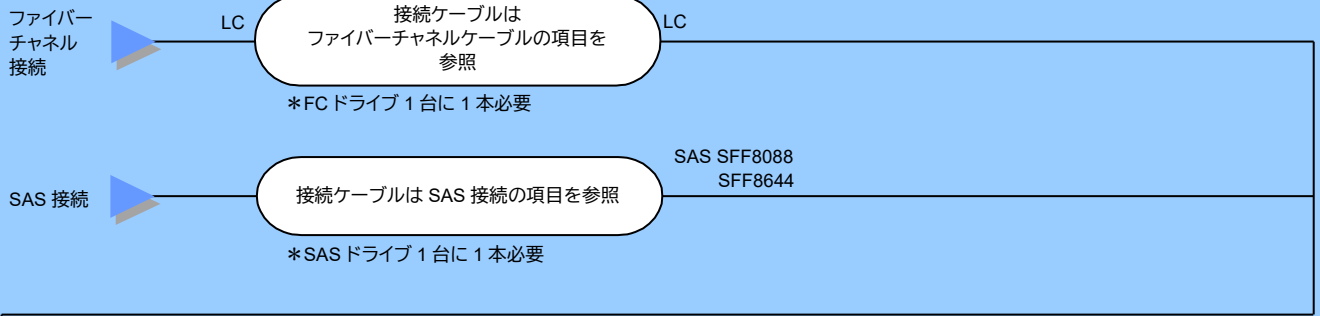 ファイバー
チャネル
接続
LC
接続ケーブルは
ファイバーチャネルケーブルの項目を
参照
LC
＊FC ドライブ 1 台に 1 本必要
SAS 接続
接続ケーブルは SAS 接続の項目を参照
SAS SFF8088
SFF8644
＊SAS ドライブ 1 台に 1 本必要